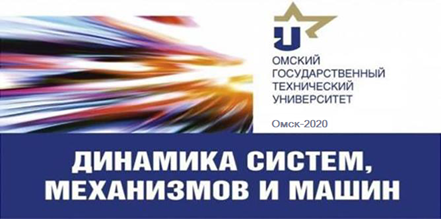 ОМСКИЙ
ГОСУДАРСТВЕННЫЙ
ТЕХНИЧЕСКИЙ
УНИВЕРСИТЕТ
Омск-2020
ДИНАМИКА СИСТЕМ,
МЕХАНИЗМОВ И МАШИН